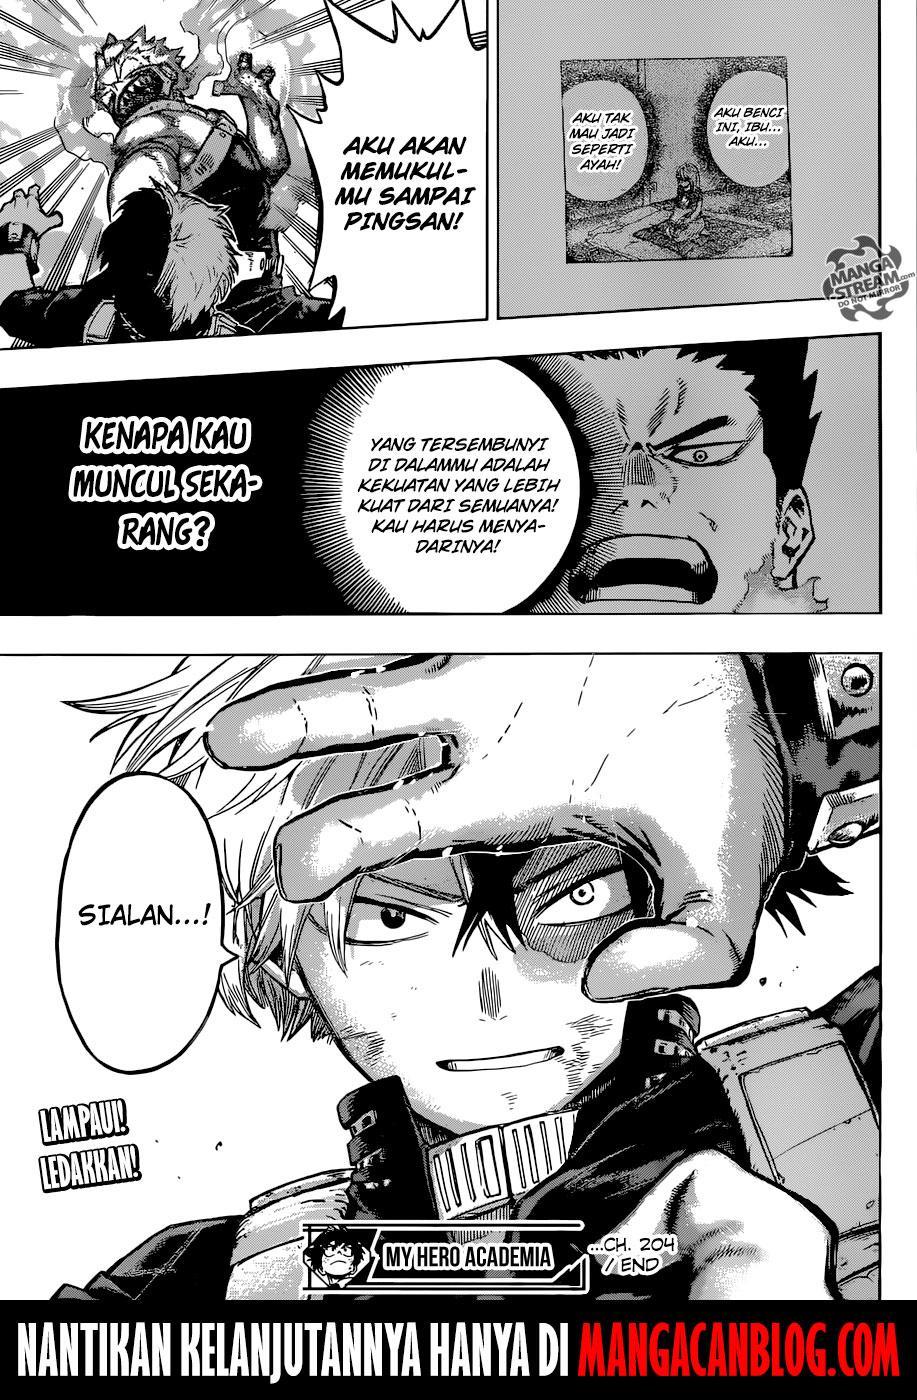 AKU BENCI
INI, IBU...
AKU...
AKU TAK
MAU JADI
SEPERTI
AYAH!
AKU AKAN
MEMUKUL-
MU SAMPAI
PINGSAN!
MANGA
STREAM.com
DO NOT MIRROR
YANG TERSEMBUNYI
DI DALAMMU ADALAH
KEKUATAN YANG LEBIH
KUAT DARI SEMUANYA!
KAU HARUS MENYA-
DARINYA!
KENAPA KAU
MUNCUL SEKA-
RANG?
SIALAN...!
LAMPAUI!
LEDAKKAN!
MY HERO ACADEMIA
...CH. 204
/ END
NANTIKAN KELANJUTANNYA HANYA DI MANGACANBLOG.COM